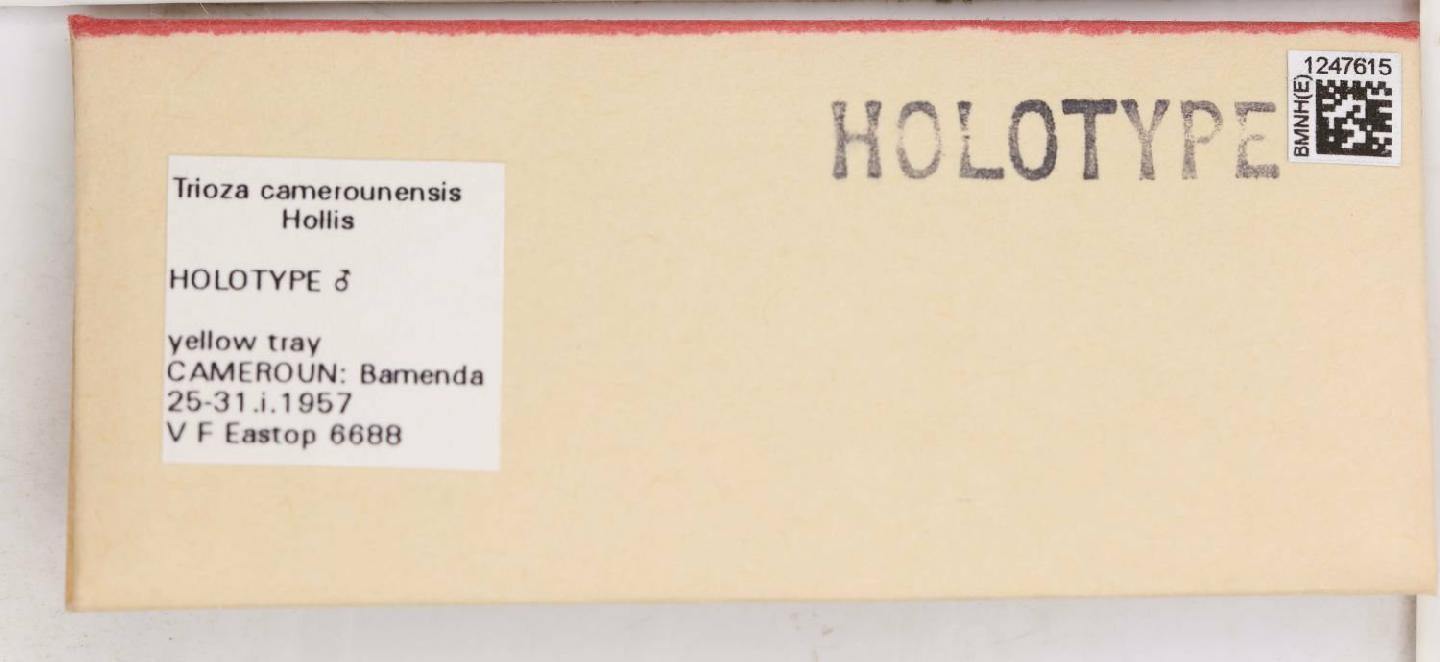 1247615
BMNH(E)
HOLOTYPE
Trioza camerounensis
Hollis
HOLOTYPE ♂
yellow tray
CAMEROUN: Bamenda
25-31.i.1957
V F Eastop 6688